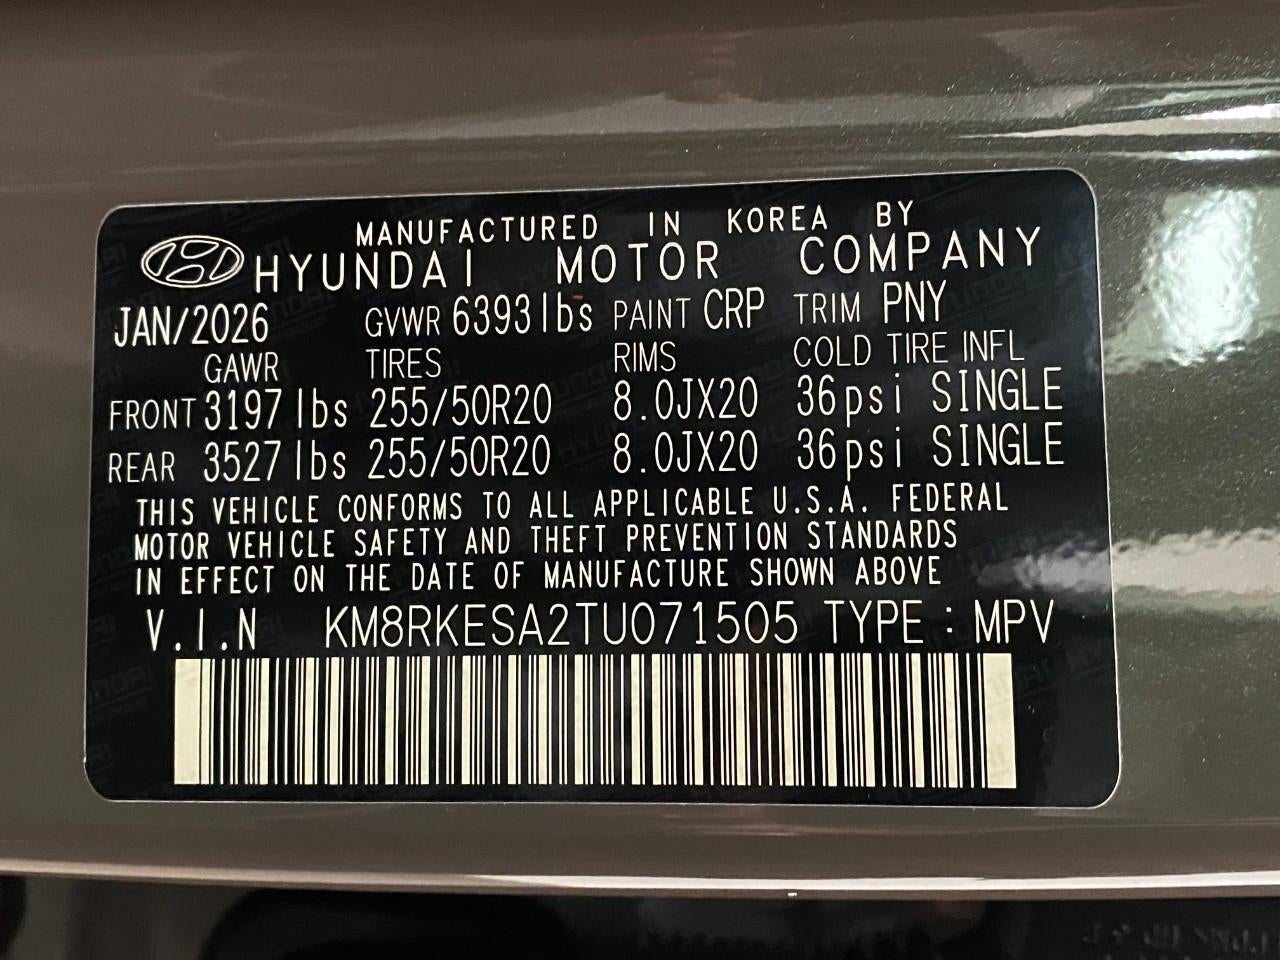 MANUFACTURED IN KOREA BY
HYUNDAI MOTOR COMPANY
JAN/2026 GVWR 6393lbs PAINT CRP TRIM PNY
GAWR TIRES RIMS COLD TIRE INFL
FRONT 3197lbs 255/50R20 8.0JX20 36psi SINGLE
REAR 3527lbs 255/50R20 8.0JX20 36psi SINGLE
THIS VEHICLE CONFORMS TO ALL APPLICABLE U.S.A. FEDERAL
MOTOR VEHICLE SAFETY AND THEFT PREVENTION STANDARDS
IN EFFECT ON THE DATE OF MANUFACTURE SHOWN ABOVE
V.I.N KM8RKESA2TU071505 TYPE : MPV